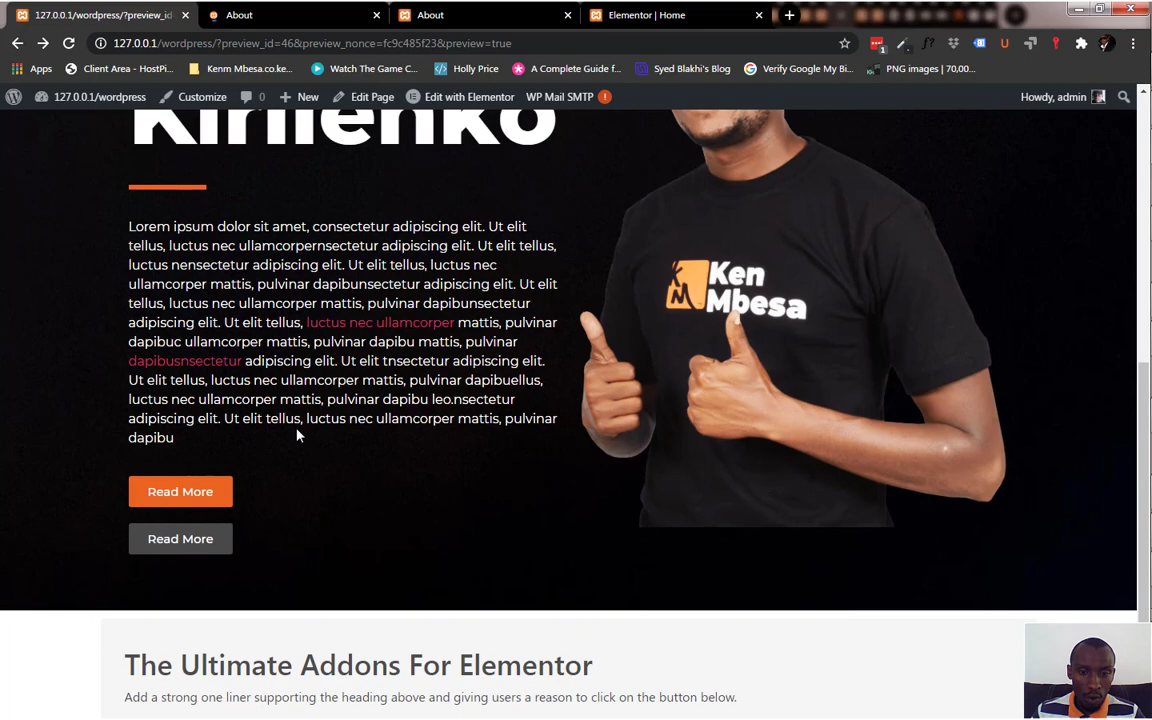 127.0.0.1/wordpress/?preview_id-
About
About
Elementor | Home
127.0.0.1/wordpress/?preview_id=46&preview_nonce=fc9c485f23&preview=true
Apps
Client Area - HostPi...
Kenm Mbesa.co.ke...
Watch The Game C...
Holly Price
A Complete Guide f...
Syed Blakhi's Blog
Verify Google My Bi...
PNG images | 70,00...
127.0.0.1/wordpress
Customize
0
New
Edit Page
Edit with Elementor
WP Mail SMTP
Howdy, admin
Kirilenko
Lorem ipsum dolor sit amet, consectetur adipiscing elit. Ut elit
tellus, luctus nec ullamcorpernsectetur adipiscing elit. Ut elit tellus,
luctus nensectetur adipiscing elit. Ut elit tellus, luctus nec
ullamcorper mattis, pulvinar dapibunsectetur adipiscing elit. Ut elit
tellus, luctus nec ullamcorper mattis, pulvinar dapibunsectetur
adipiscing elit. Ut elit tellus, luctus nec ullamcorper mattis, pulvinar
dapibuc ullamcorper mattis, pulvinar dapibu mattis, pulvinar
dapibusnsectetur adipiscing elit. Ut elit tnsectetur adipiscing elit.
Ut elit tellus, luctus nec ullamcorper mattis, pulvinar dapibuellus,
luctus nec ullamcorper mattis, pulvinar dapibu leo.nsectetur
adipiscing elit. Ut elit tellus, luctus nec ullamcorper mattis, pulvinar
dapibu
Read More
Read More
Ken
Mbesa
The Ultimate Addons For Elementor
Add a strong one liner supporting the heading above and giving users a reason to click on the button below.